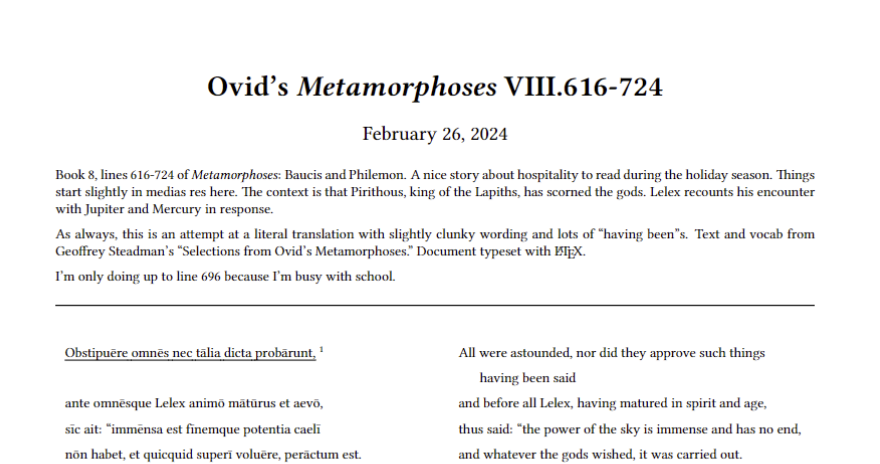 Ovid’s Metamorphoses VIII.616-724
February 26, 2024
Book 8, lines 616-724 of Metamorphoses: Baucis and Philemon. A nice story about hospitality to read during the holiday season. Things
start slightly in medias res here. The context is that Pirithous, king of the Lapiths, has scorned the gods. Lelex recounts his encounter
with Jupiter and Mercury in response.
As always, this is an attempt at a literal translation with slightly clunky wording and lots of “having been”s. Text and vocab from
Geoffrey Steadman’s “Selections from Ovid’s Metamorphoses.” Document typeset with LATEX.
I’m only doing up to line 696 because I’m busy with school.
Obstipuēre omnēs nec tālia dicta probārunt, 1
ante omnēsque Lelex animō mātūrus et aevō,
sīc ait: “immēnsa est fīnemque potentia caelī
nōn habet, et quicquid superī voluēre, perāctum est.
All were astounded, nor did they approve such things
having been said
and before all Lelex, having matured in spirit and age,
thus said: “the power of the sky is immense and has no end,
and whatever the gods wished, it was carried out.